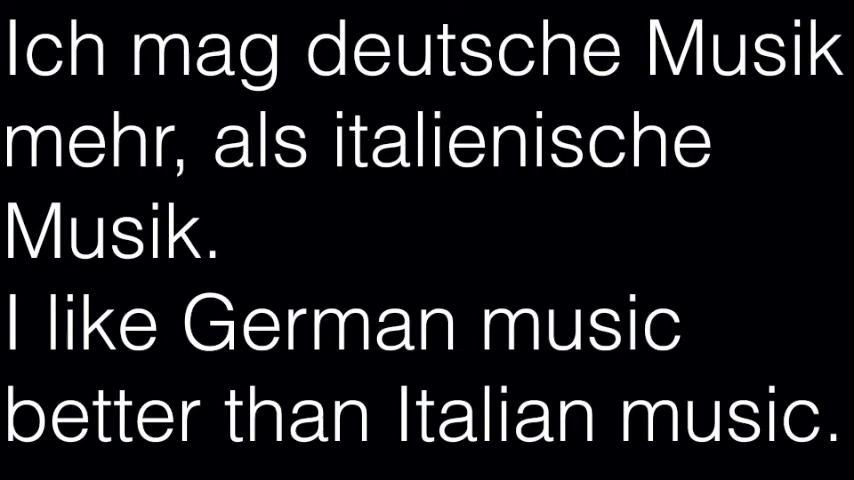 Ich mag deutsche Musik
mehr, als italienische
Musik.
I like German music
better than Italian music.